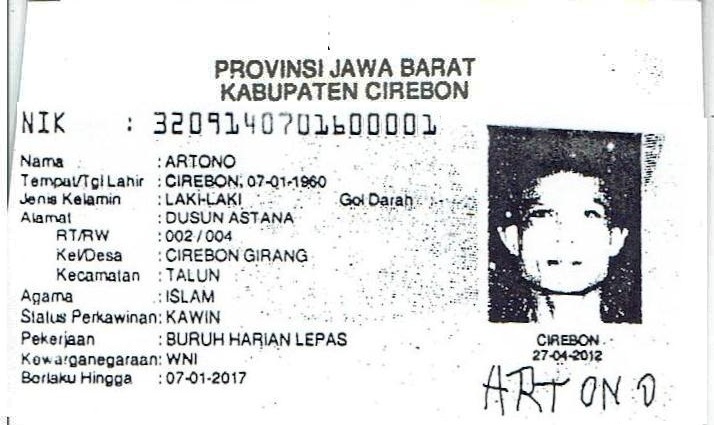 PROVINSI JAWA BARAT
KABUPATEN CIREBON
NIK : 3209140701600001
Nama : ARTONO
Tempat/Tgl Lahir : CIREBON, 07-01-1960
Jenis Kelamin : LAKI-LAKI Gol Darah : -
Alamat : DUSUN ASTANA
RT/RW : 002 / 004
Kel/Desa : CIREBON GIRANG
Kecamatan : TALUN
Agama : ISLAM
Status Perkawinan: KAWIN
Pekerjaan : BURUH HARIAN LEPAS
Kewarganegaraan: WNI
Berlaku Hingga : 07-01-2017
CIREBON
27-04-2012
ARTONO